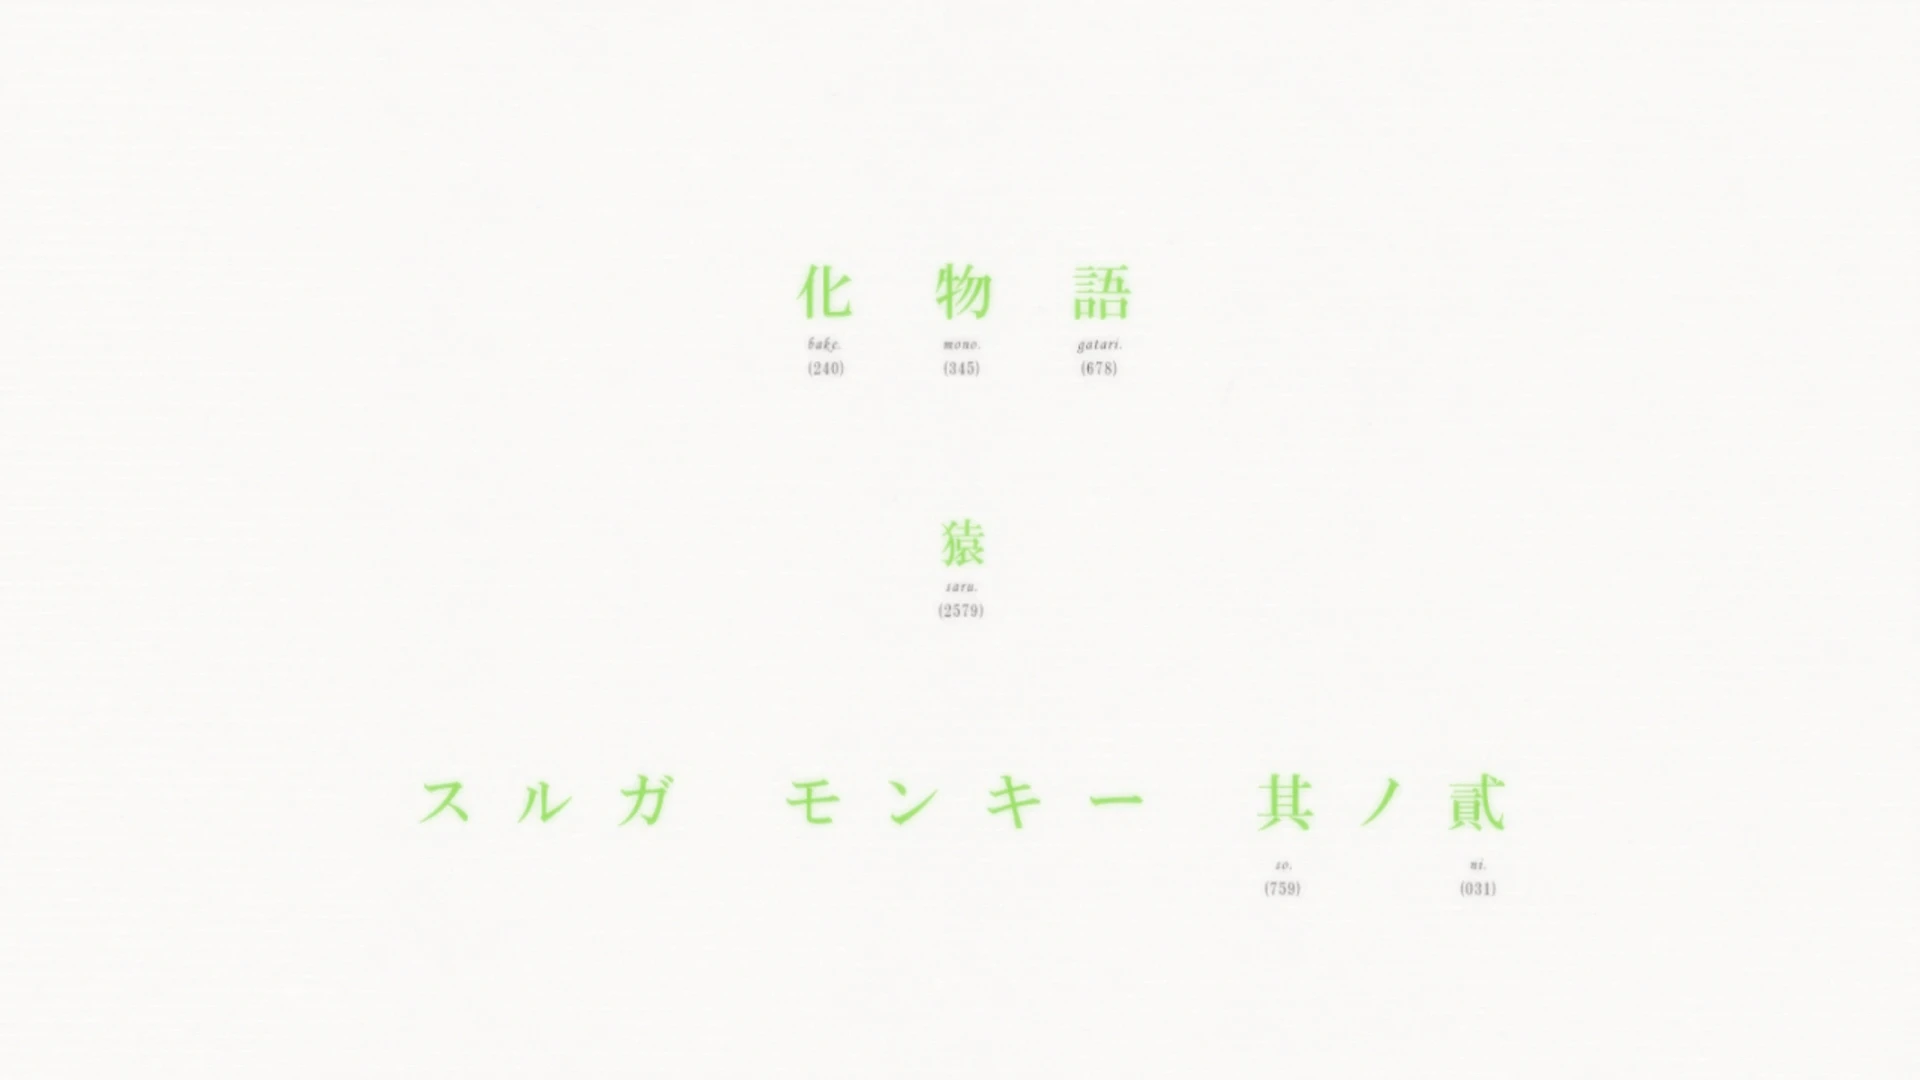 化 物 語
bake. mono. gatari.
(240) (345) (678)
猿
saru.
(2579)
スルガ モンキー 其ノ貳
so. ni.
(759) (031)